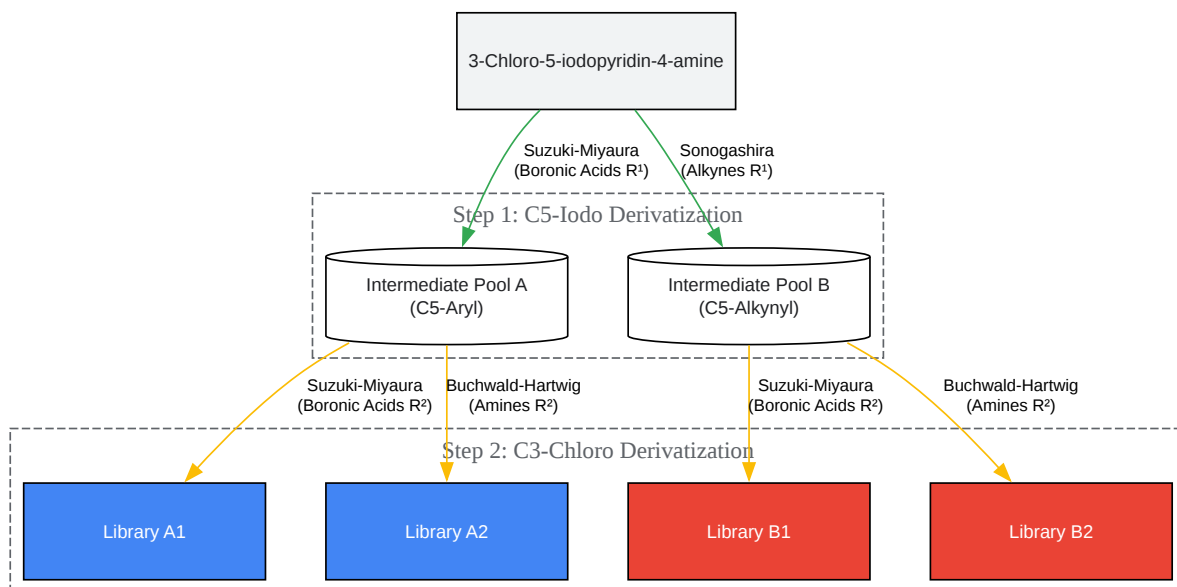 3-Chloro-5-iodopyridin-4-amine
Suzuki-Miyaura
(Boronic Acids R¹)
Sonogashira
(Alkynes R¹)
Step 1: C5-Iodo Derivatization
Intermediate Pool A
(C5-Aryl)
Intermediate Pool B
(C5-Alkynyl)
Suzuki-Miyaura
(Boronic Acids R²)
Buchwald-Hartwig
(Amines R²)
Suzuki-Miyaura
(Boronic Acids R²)
Buchwald-Hartwig
(Amines R²)
Step 2: C3-Chloro Derivatization
Library A1
Library A2
Library B1
Library B2